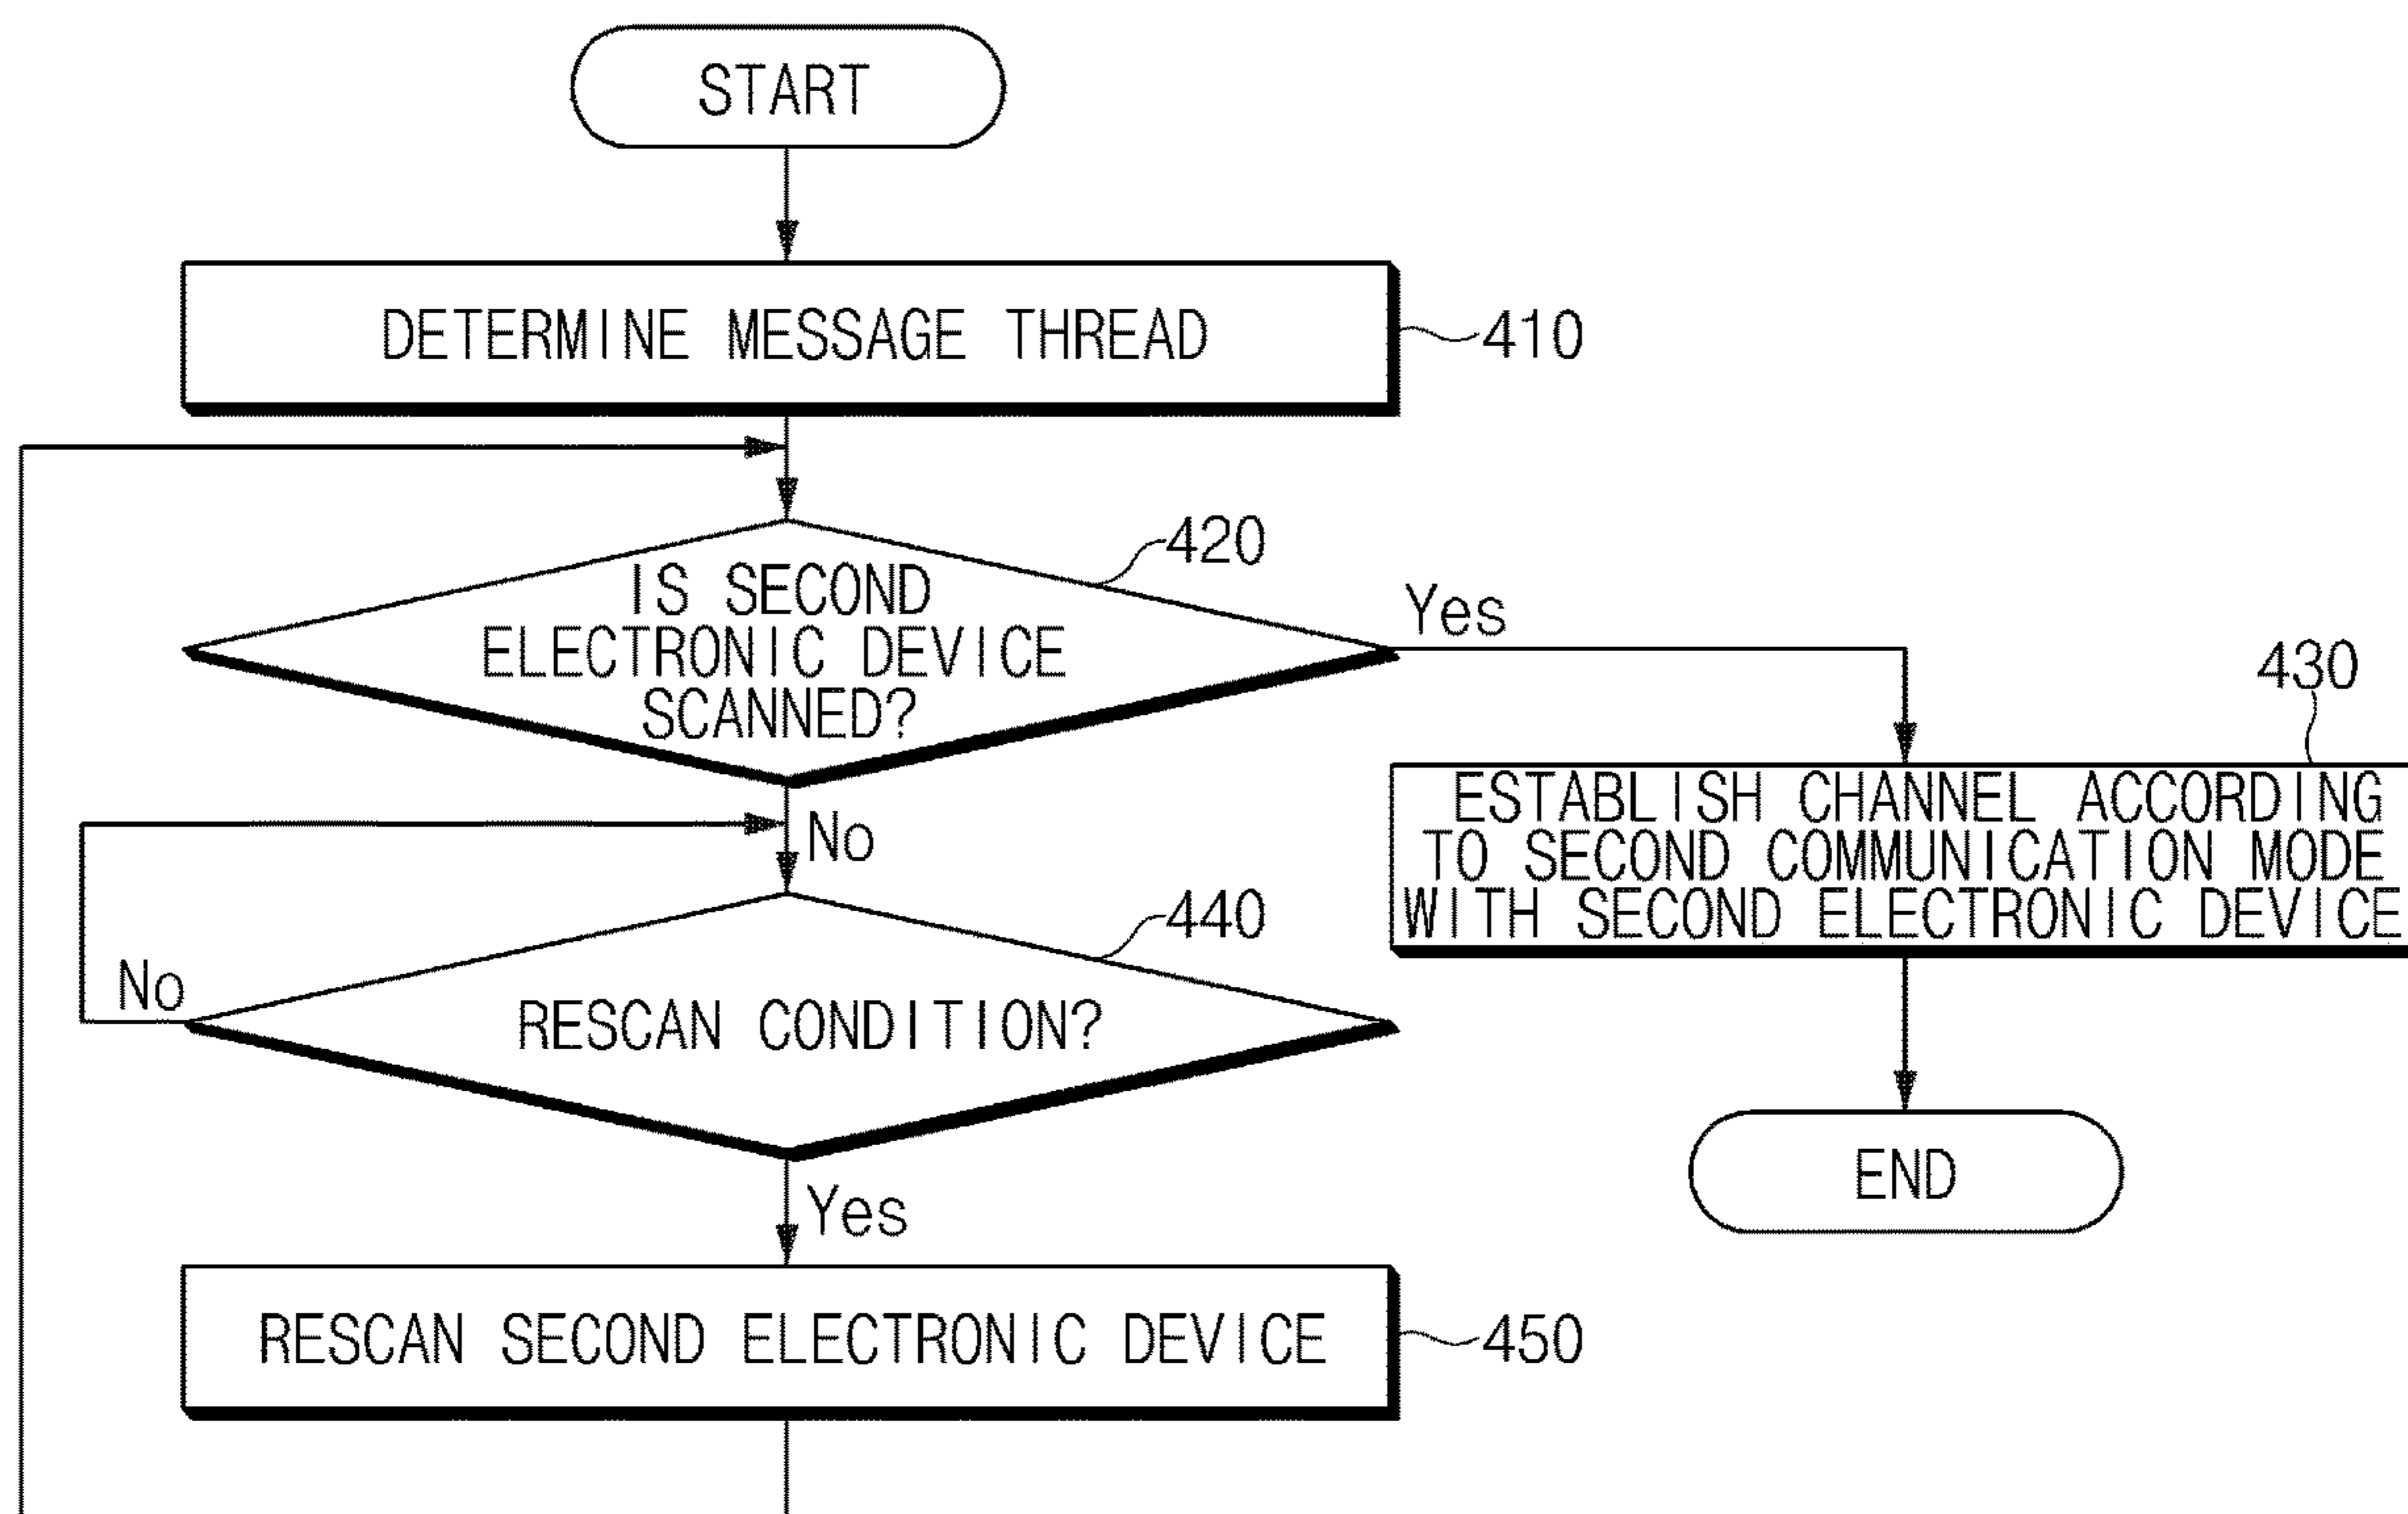 START
DETERMINE MESSAGE THREAD
410
420
IS SECOND
ELECTRONIC DEVICE
SCANNED?
Yes
430
ESTABLISH CHANNEL ACCORDING
TO SECOND COMMUNICATION MODE
WITH SECOND ELECTRONIC DEVICE
No
440
No
RESCAN CONDITION?
END
Yes
RESCAN SECOND ELECTRONIC DEVICE
450